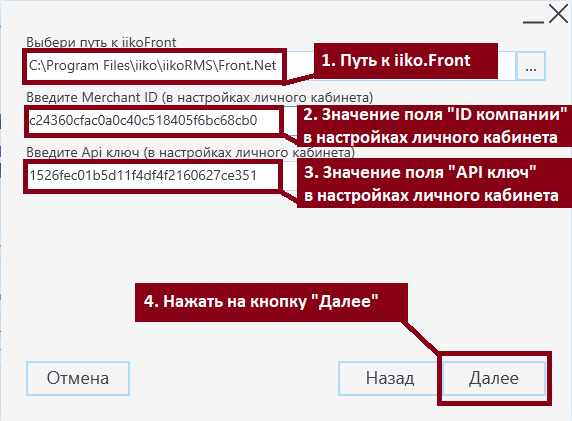 Выбери путь к iikoFront
C:\Program Files\iiko\iikoRMS\Front.Net
...
1. Путь к iiko.Front
Введите Merchant ID (в настройках личного кабинета)
c24360cfac0a0c40c518405f6bc68cb0
2. Значение поля "ID компании"
в настройках личного кабинета
Введите Api ключ (в настройках личного кабинета)
1526fec01b5d11f4df4f2160627ce351
3. Значение поля "API ключ"
в настройках личного кабинета
4. Нажать на кнопку "Далее"
Отмена
Назад
Далее